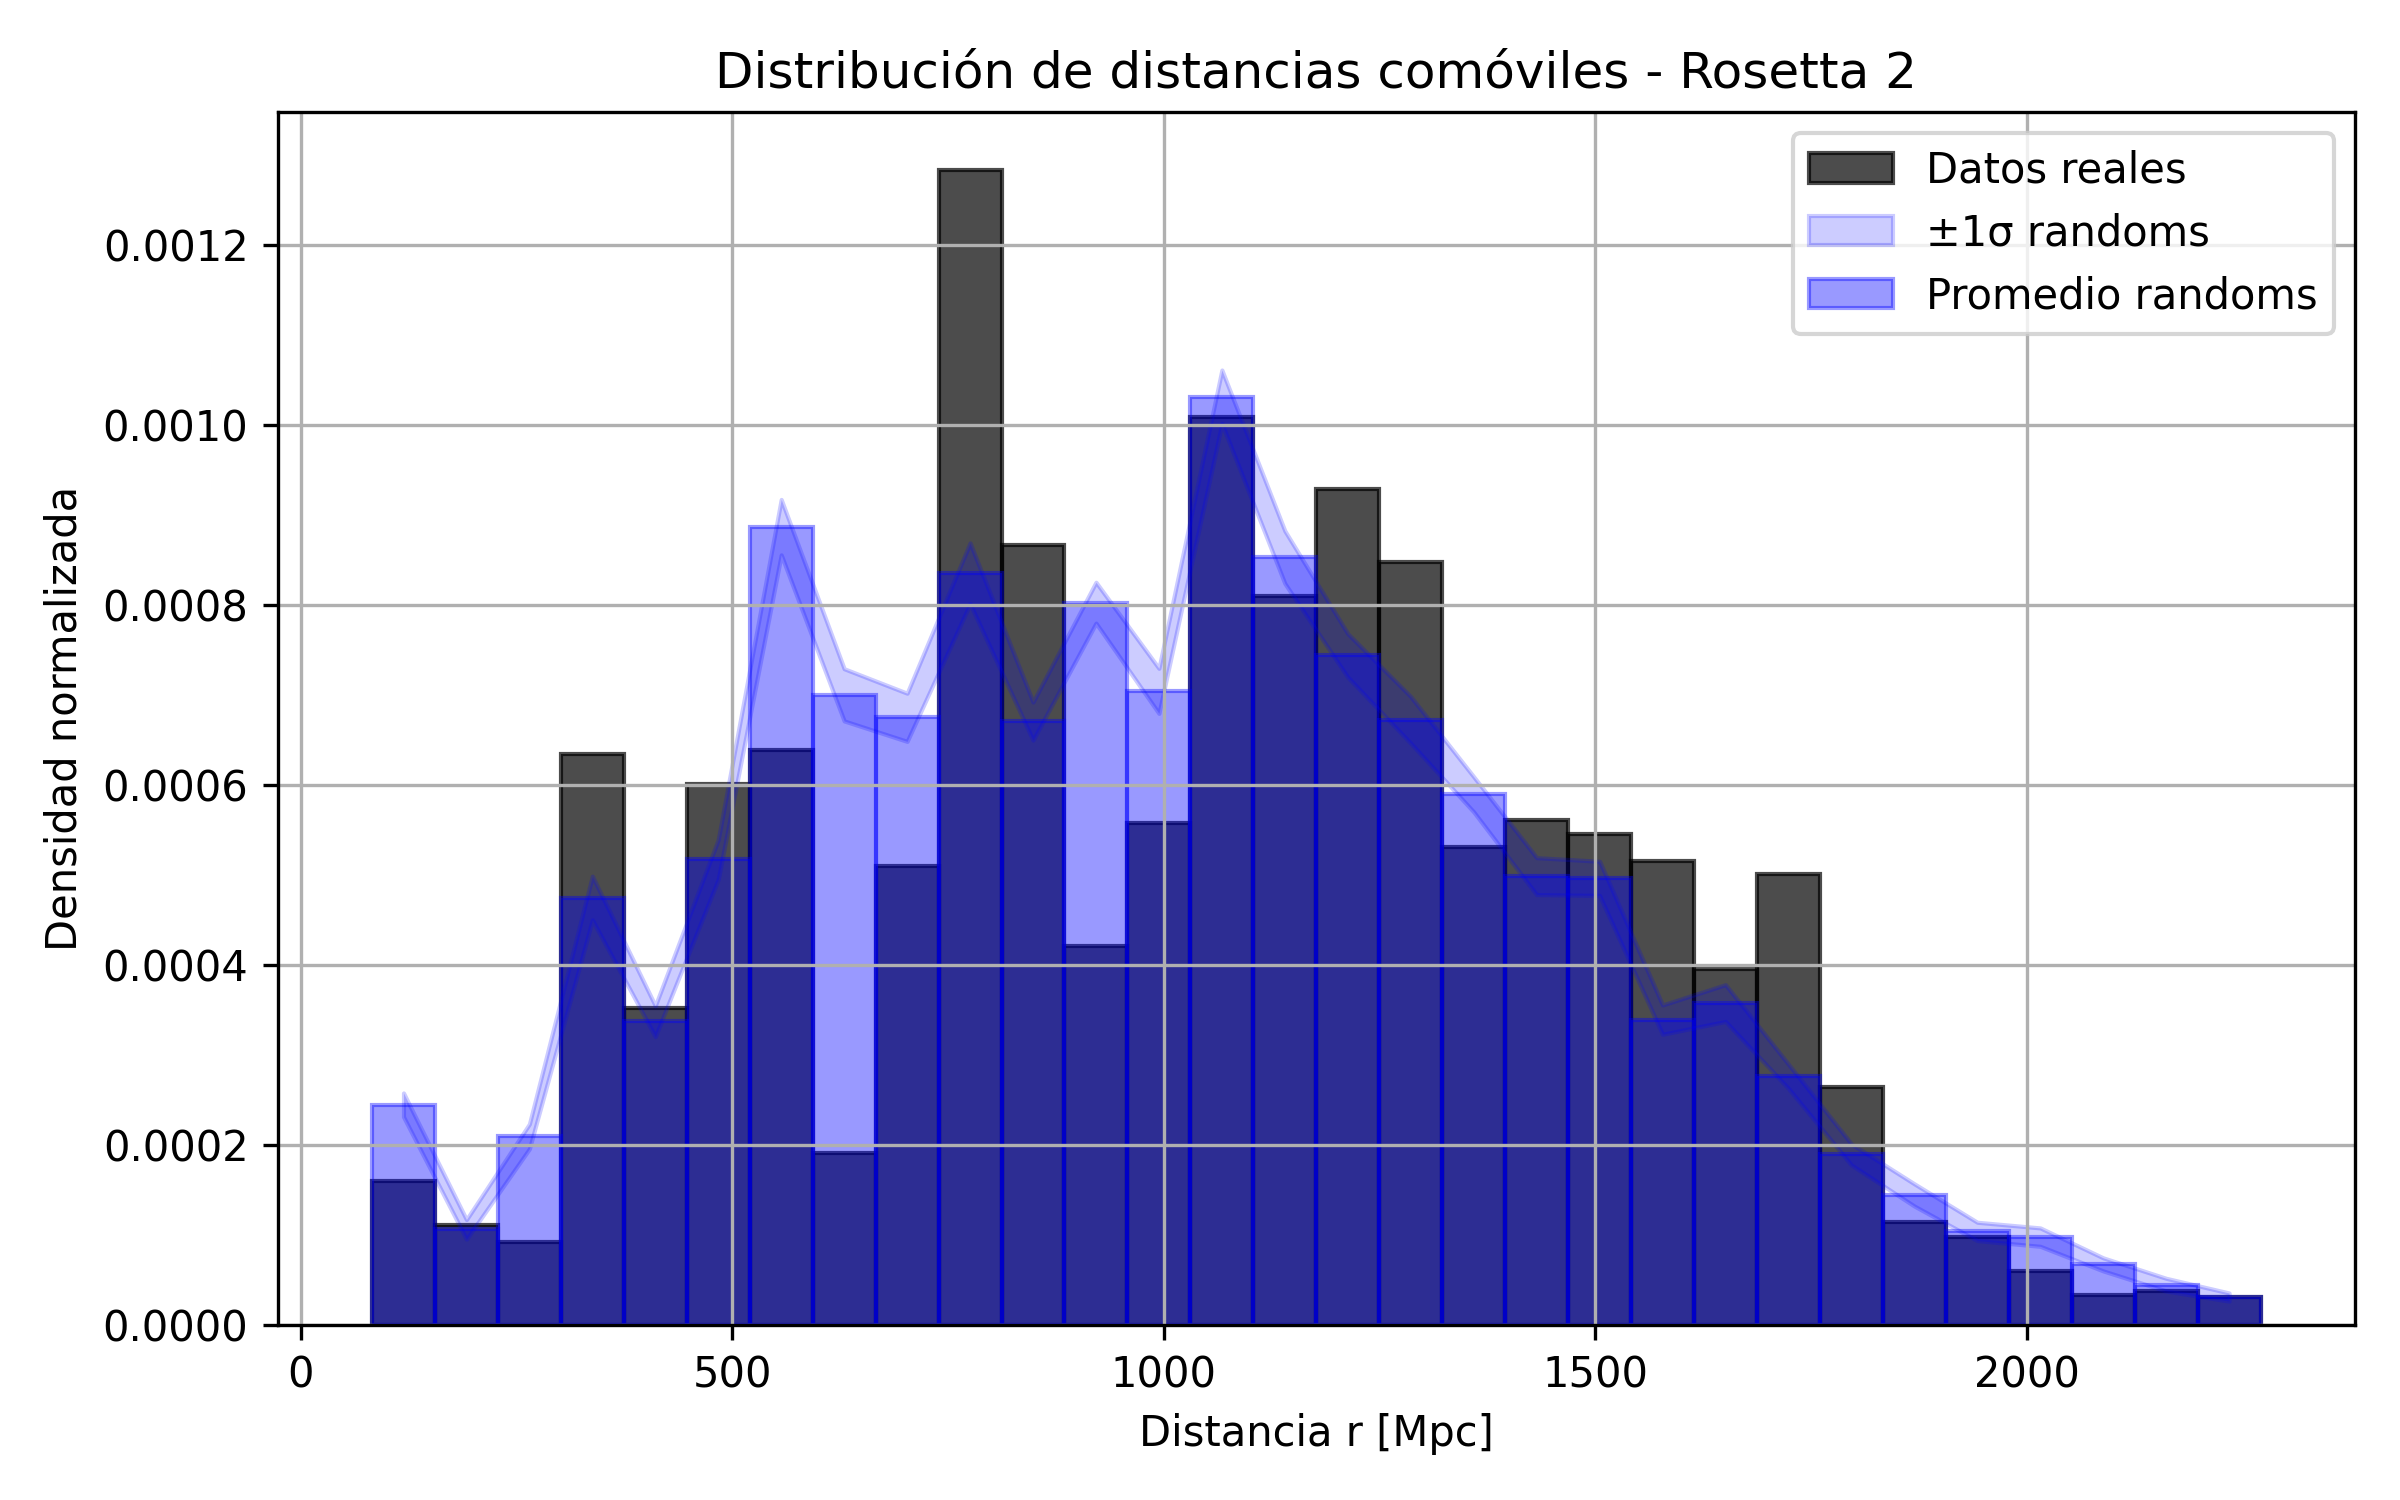 Distribución de distancias comóviles - Rosetta 2
Datos reales
±1σ randoms
Promedio randoms
Densidad normalizada
0.0012
0.0010
0.0008
0.0006
0.0004
0.0002
0.0000
0 500 1000 1500 2000
Distancia r [Mpc]